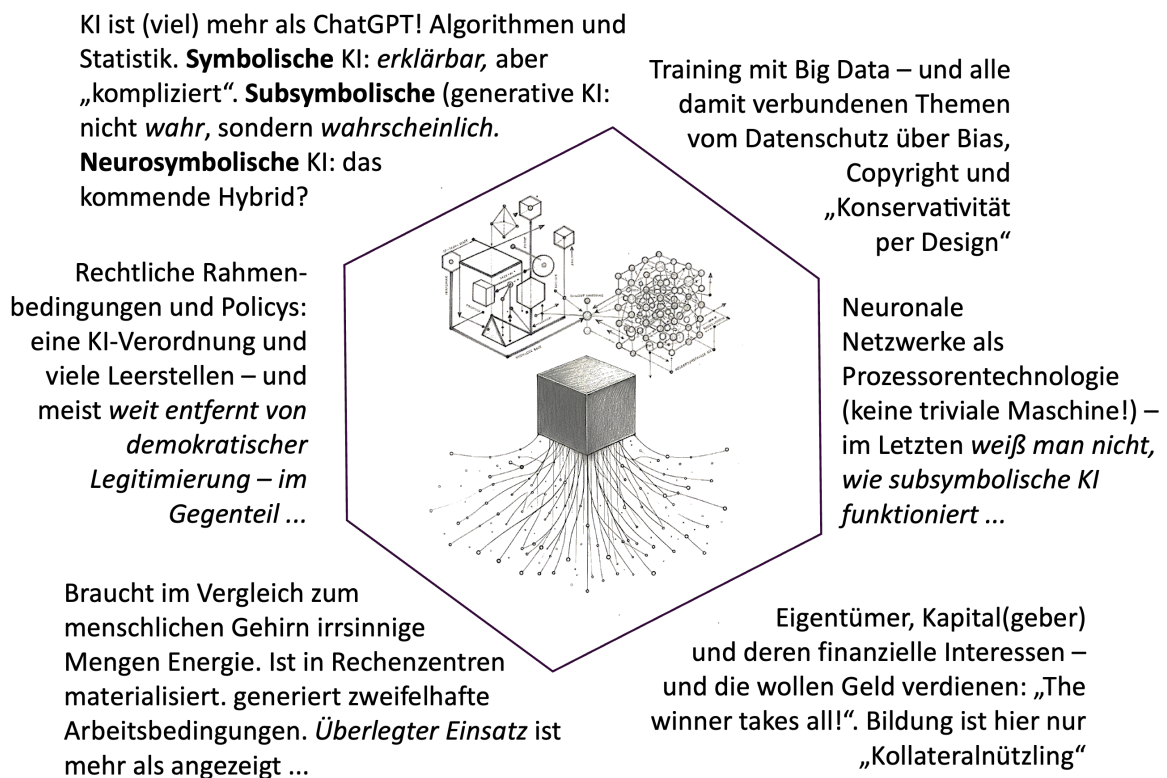 KI ist (viel) mehr als ChatGPT! Algorithmen und
Statistik. Symbolische KI: erklärbar, aber
„kompliziert“. Subsymbolische (generative KI:
nicht wahr, sondern wahrscheinlich.
Neurosymbolische KI: das
kommende Hybrid?
Training mit Big Data – und alle
damit verbundenen Themen
vom Datenschutz über Bias,
Copyright und
„Konservativität
per Design“
Rechtliche Rahmen-
bedingungen und Policys:
eine KI-Verordnung und
viele Leerstellen – und
meist weit entfernt von
demokratischer
Legitimierung – im
Gegenteil ...
Neuronale
Netzwerke als
Prozessorentechnologie
(keine triviale Maschine!) –
im Letzten weiß man nicht,
wie subsymbolische KI
funktioniert ...
Braucht im Vergleich zum
menschlichen Gehirn irrsinnige
Mengen Energie. Ist in Rechenzentren
materialisiert. generiert zweifelhafte
Arbeitsbedingungen. Überlegter Einsatz ist
mehr als angezeigt ...
Eigentümer, Kapital(geber)
und deren finanzielle Interessen –
und die wollen Geld verdienen: „The
winner takes all!“. Bildung ist hier nur
„Kollateralnützling“